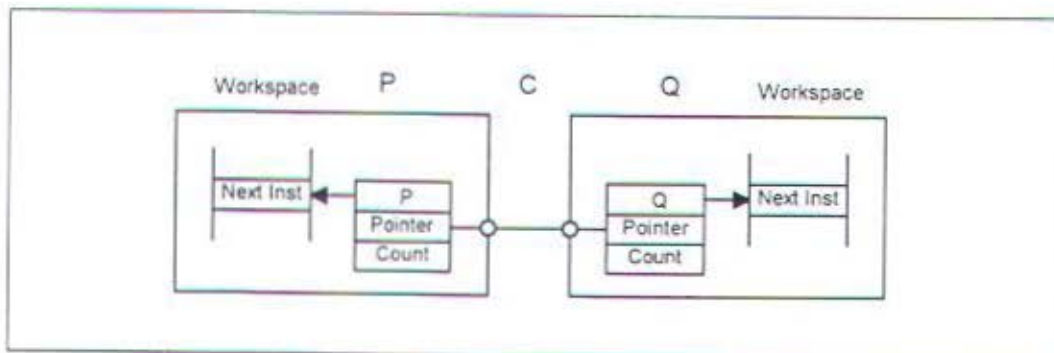 Workspace P C Q Workspace
Next Inst P Q Next Inst
Pointer Pointer
Count Count